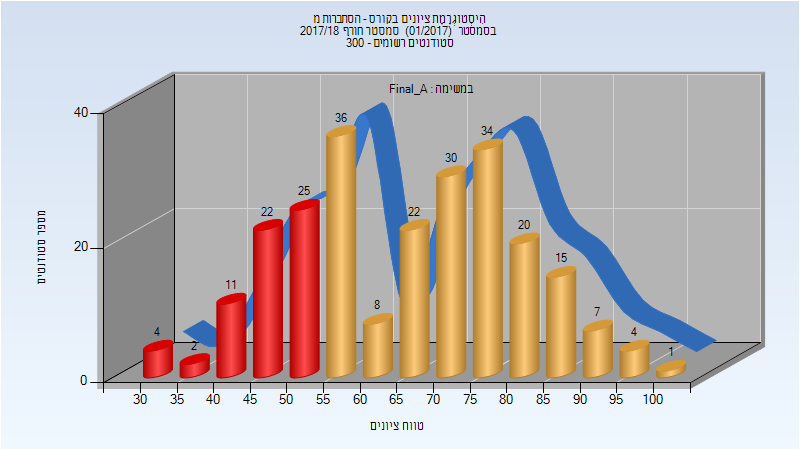 היסטוגרמת ציונים בקורס - הסתברות מ
בסמסטר (01/2017) סמסטר חורף 2017/18
סטודנטים רשומים - 300
במשימה : Final_A
מספר סטודנטים
40
20
0
4
2
11
22
25
36
8
22
30
34
20
15
7
4
1
30 35 40 45 50 55 60 65 70 75 80 85 90 95 100
טווח ציונים